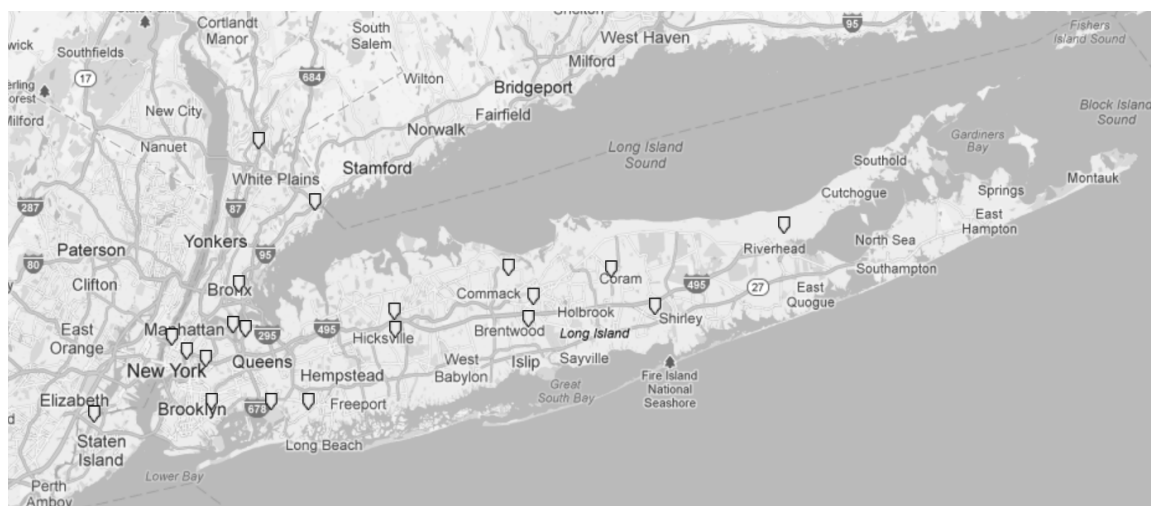 Cortlandt
Manor
South
Salem
Shelton
95
West Haven
Fishers
Island Sound
Southfields
17
684
Wilton
Milford
Bridgeport
Milford
New City
Fairfield
Block Island
Sound
Norwalk
Nanuet
Gardiners
Bay
Long Island
Sound
Stamford
Southold
White Plains
Montauk
Cutchogue
Springs
287
87
East
Hampton
Yonkers
Paterson
95
Riverhead
North Sea
80
Southampton
Clifton
Bronx
Commack
Coram
495
27
East
Quogue
Holbrook
Shirley
East
Orange
Manhattan
295
495
Hicksville
Brentwood
Long Island
New York
Queens
West
Babylon
Islip
Sayville
Hempstead
Fire Island
National
Seashore
Great
South Bay
Elizabeth
Brooklyn
678
Freeport
Staten
Island
Long Beach
Lower Bay
Perth
Amboy